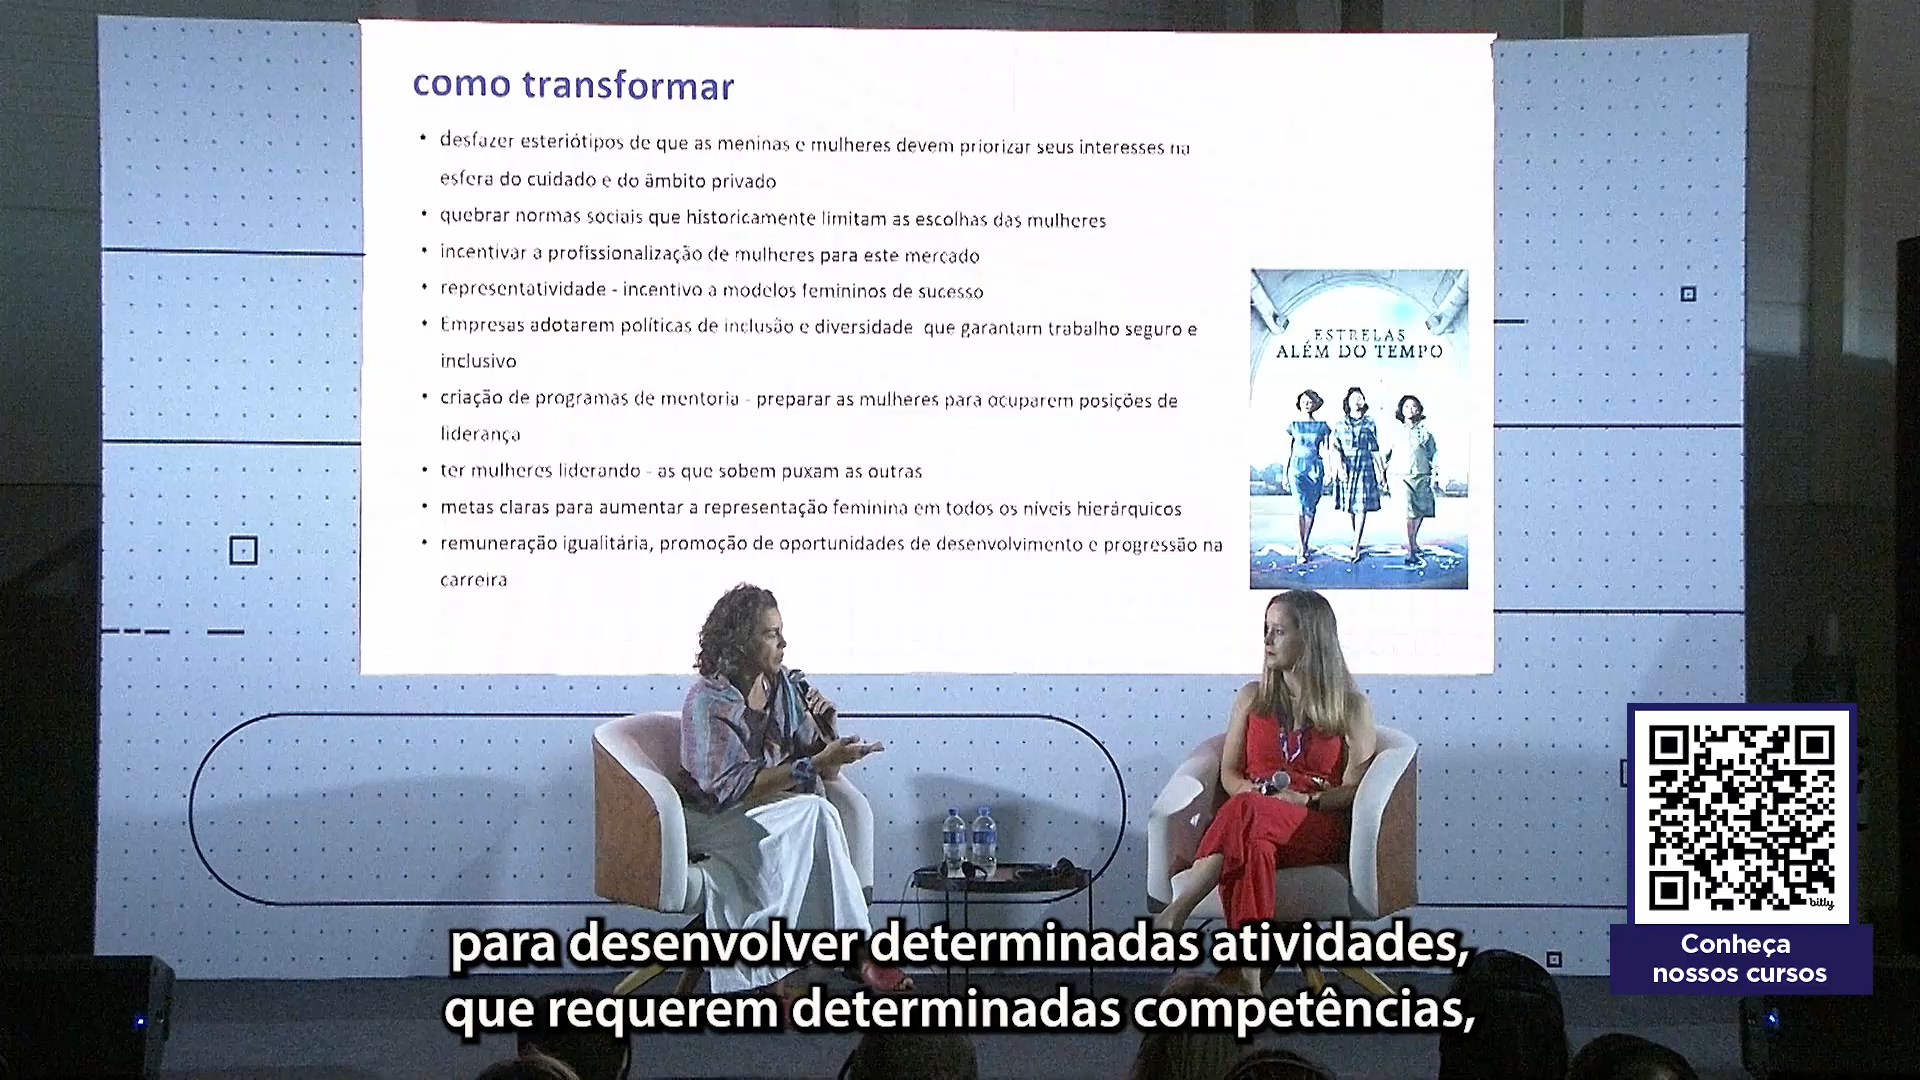 como transformar
• desfazer esteriótipos de que as meninas e mulheres devem priorizar seus interesses na
esfera do cuidado e do âmbito privado
• quebrar normas sociais que historicamente limitam as escolhas das mulheres
• incentivar a profissionalização de mulheres para este mercado
• representatividade - incentivo a modelos femininos de sucesso
• Empresas adotarem políticas de inclusão e diversidade que garantam trabalho seguro e
inclusivo
• criação de programas de mentoria - preparar as mulheres para ocuparem posições de
liderança
• ter mulheres liderando - as que sobem puxam as outras
• metas claras para aumentar a representação feminina em todos os níveis hierárquicos
• remuneração igualitária, promoção de oportunidades de desenvolvimento e progressão na
carreira
ESTRELAS
ALÉM DO TEMPO
bitly
Conheça
nossos cursos
para desenvolver determinadas atividades,
que requerem determinadas competências,